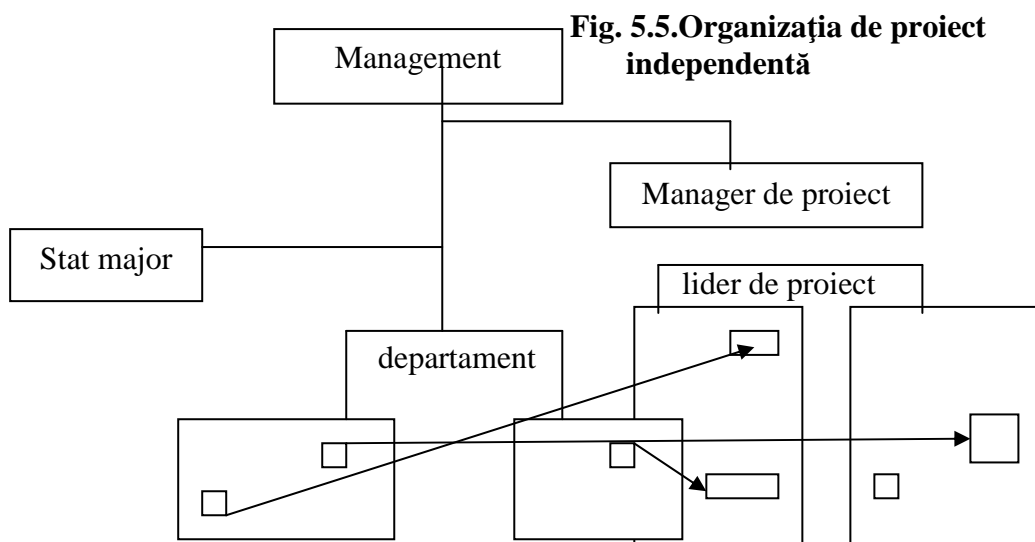 Fig. 5.5.Organizaţia de proiect
independentă
Management
Manager de proiect
Stat major
lider de proiect
departament